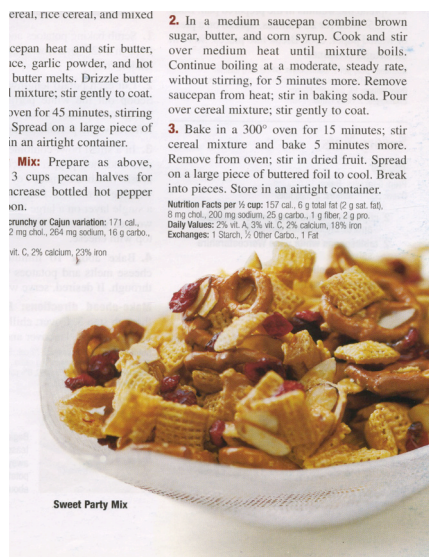 ereal, rice cereal, and mixed
cepan heat and stir butter,
uce, garlic powder, and hot
butter melts. Drizzle butter
l mixture; stir gently to coat.
oven for 45 minutes, stirring
Spread on a large piece of
in an airtight container.
Mix: Prepare as above,
3 cups pecan halves for
ncrease bottled hot pepper
oon.
crunchy or Cajun variation: 171 cal.,
2 mg chol., 264 mg sodium, 16 g carbo.,
vit. C, 2% calcium, 23% iron
2. In a medium saucepan combine brown
sugar, butter, and corn syrup. Cook and stir
over medium heat until mixture boils.
Continue boiling at a moderate, steady rate,
without stirring, for 5 minutes more. Remove
saucepan from heat; stir in baking soda. Pour
over cereal mixture; stir gently to coat.
3. Bake in a 300° oven for 15 minutes; stir
cereal mixture and bake 5 minutes more.
Remove from oven; stir in dried fruit. Spread
on a large piece of buttered foil to cool. Break
into pieces. Store in an airtight container.
Nutrition Facts per ½ cup: 157 cal., 6 g total fat (2 g sat. fat),
8 mg chol., 200 mg sodium, 25 g carbo., 1 g fiber, 2 g pro.
Daily Values: 2% vit. A, 3% vit. C, 2% calcium, 18% iron
Exchanges: 1 Starch, ½ Other Carbo., 1 Fat
Sweet Party Mix